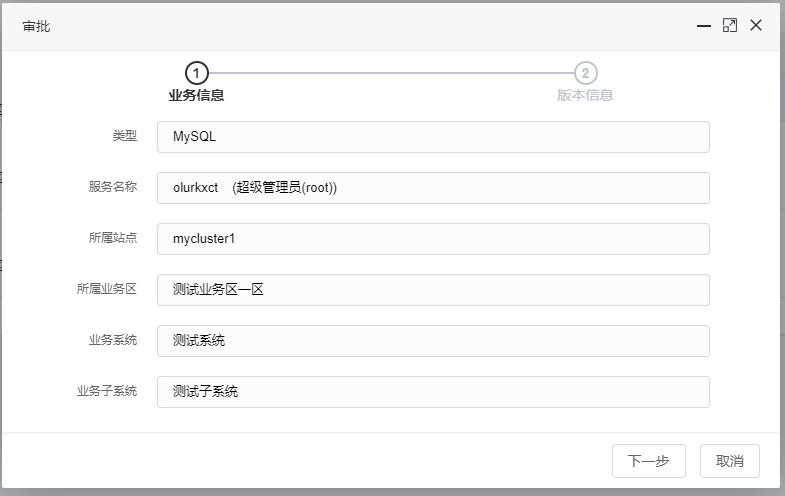 审批
1
2
业务信息
版本信息
类型
MySQL
服务名称
olurkxct (超级管理员(root))
所属站点
mycluster1
所属业务区
测试业务区一区
业务系统
测试系统
业务子系统
测试子系统
下一步
取消